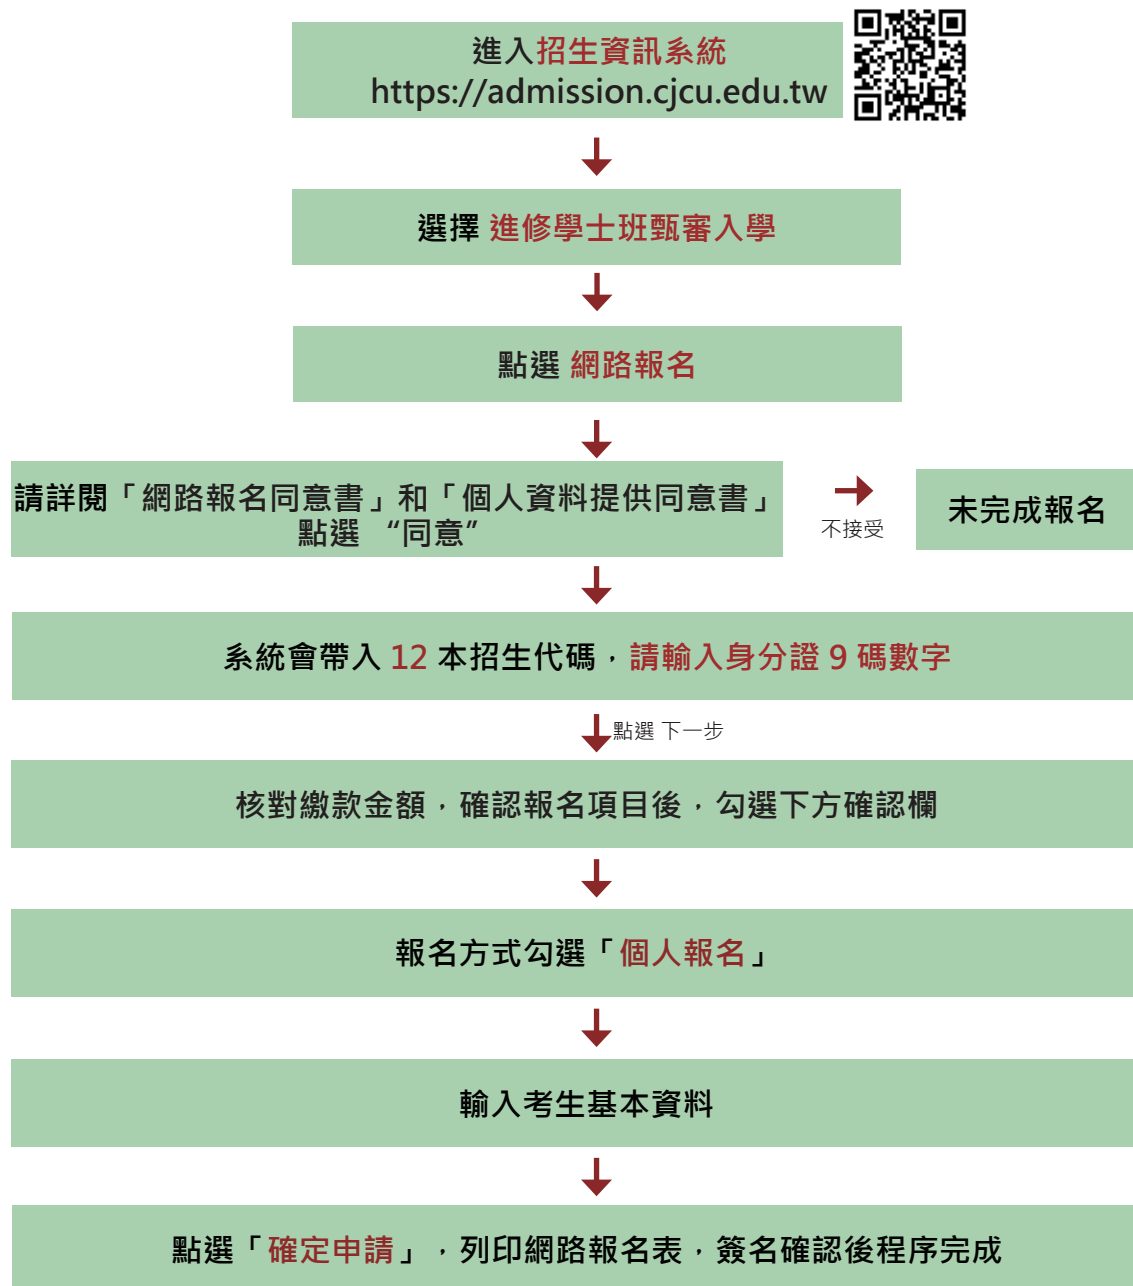 進入招生資訊系統
https://admission.cjcu.edu.tw
選擇 進修學士班甄審入學
點選 網路報名
請詳閱「網路報名同意書」和「個人資料提供同意書」
點選 “同意”
不接受
未完成報名
系統會帶入 12 本招生代碼，請輸入身分證 9 碼數字
點選 下一步
核對繳款金額，確認報名項目後，勾選下方確認欄
報名方式勾選「個人報名」
輸入考生基本資料
點選「確定申請」，列印網路報名表，簽名確認後程序完成